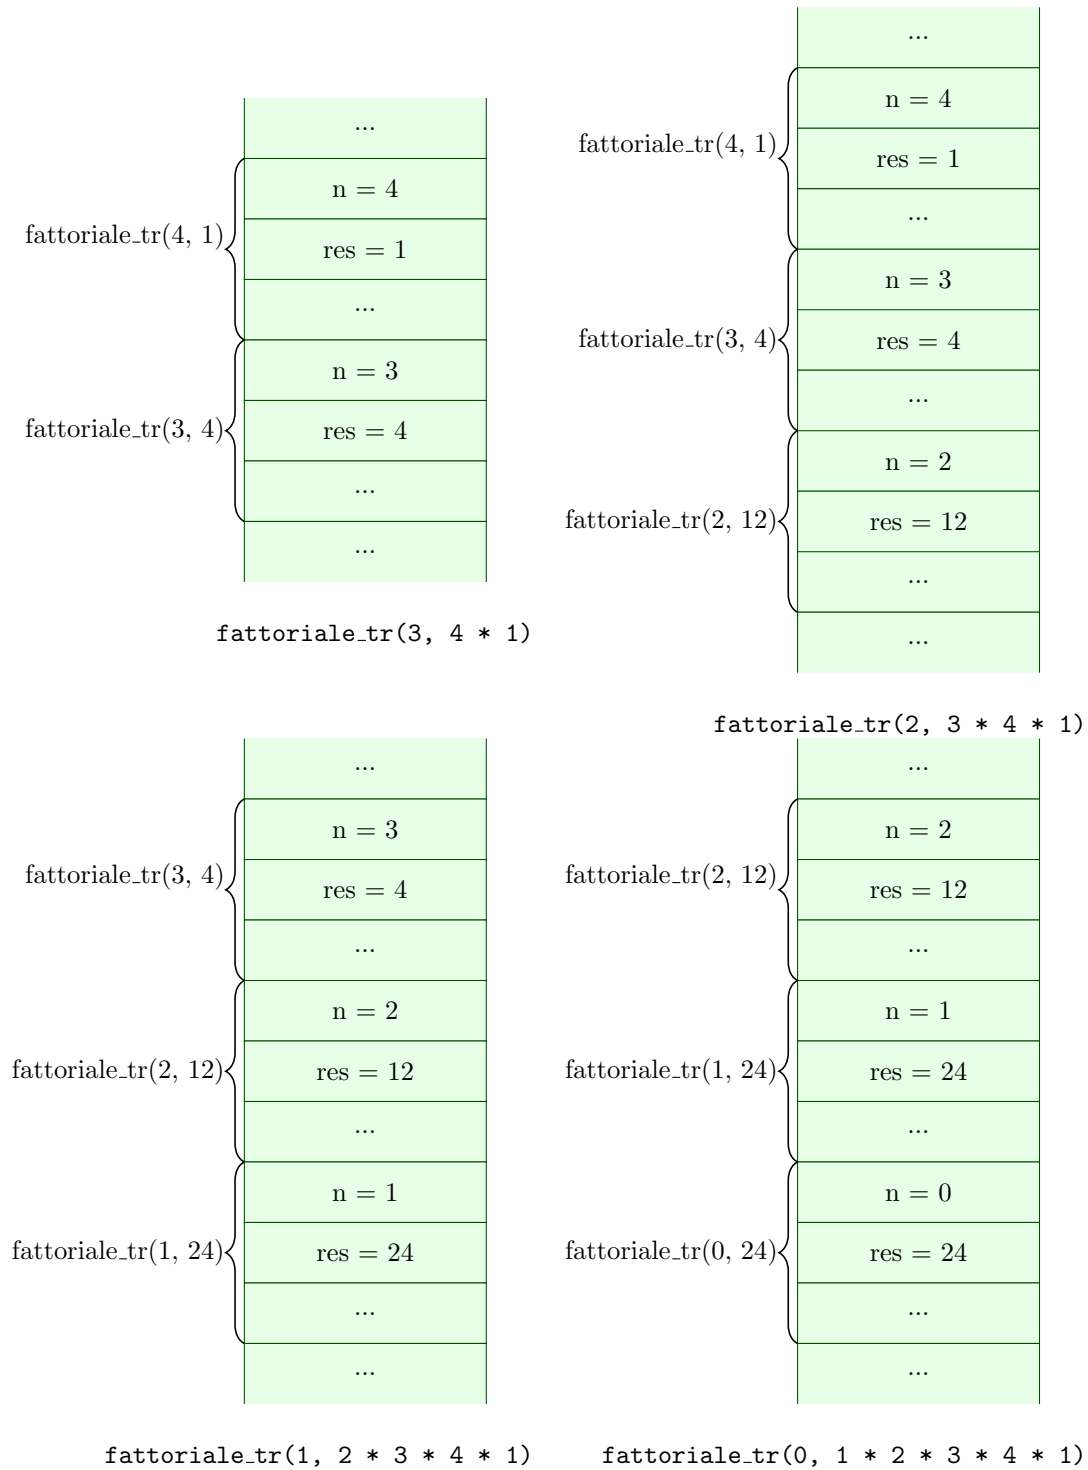 ...
fattoriale_tr(4, 1)
n = 4
res = 1
...
fattoriale_tr(3, 4)
n = 3
res = 4
...
...
fattoriale_tr(3, 4 * 1)
...
fattoriale_tr(4, 1)
n = 4
res = 1
...
fattoriale_tr(3, 4)
n = 3
res = 4
...
fattoriale_tr(2, 12)
n = 2
res = 12
...
...
fattoriale_tr(2, 3 * 4 * 1)
...
fattoriale_tr(3, 4)
n = 3
res = 4
...
fattoriale_tr(2, 12)
n = 2
res = 12
...
fattoriale_tr(1, 24)
n = 1
res = 24
...
...
fattoriale_tr(1, 2 * 3 * 4 * 1)
...
fattoriale_tr(2, 12)
n = 2
res = 12
...
fattoriale_tr(1, 24)
n = 1
res = 24
...
fattoriale_tr(0, 24)
n = 0
res = 24
...
...
fattoriale_tr(0, 1 * 2 * 3 * 4 * 1)